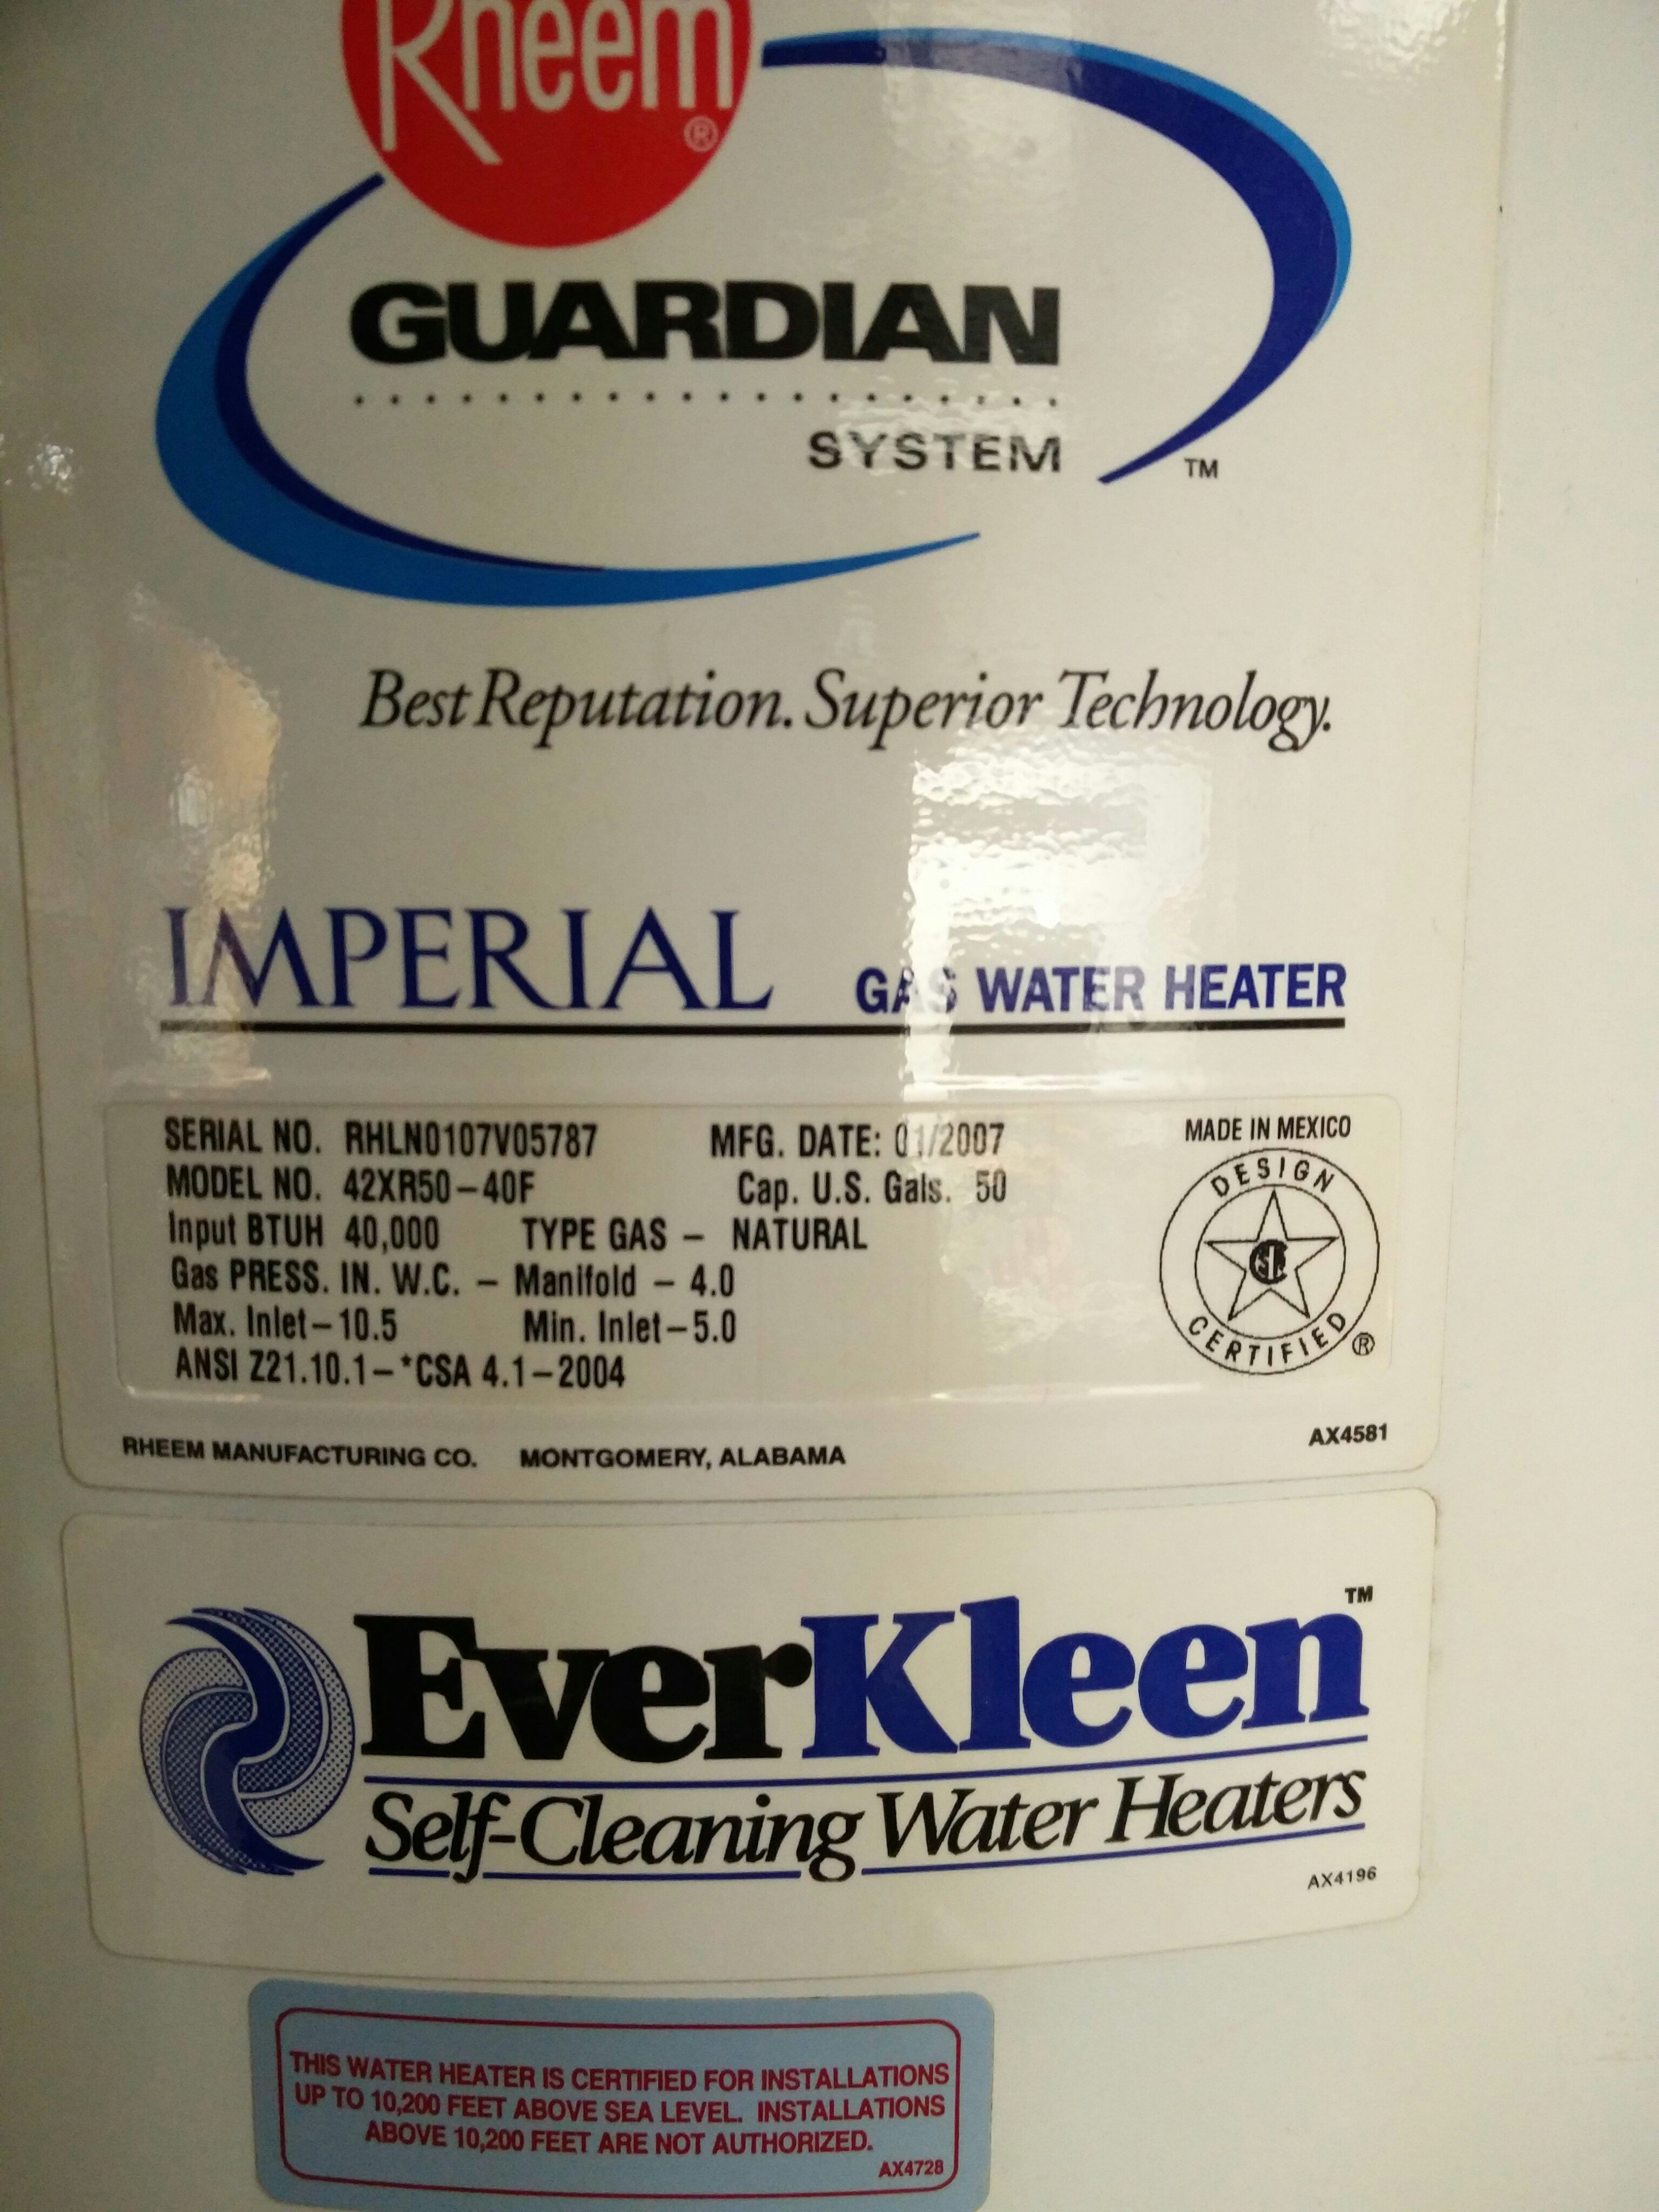 Rheem®
GUARDIAN
SYSTEM ™
Best Reputation. Superior Technology.
IMPERIAL GAS WATER HEATER
SERIAL NO. RHLN0107V05787 MFG. DATE: 01/2007
MODEL NO. 42XR50-40F Cap. U.S. Gals. 50
Input BTUH 40,000 TYPE GAS - NATURAL
Gas PRESS. IN. W.C. - Manifold - 4.0
Max. Inlet-10.5 Min. Inlet-5.0
ANSI Z21.10.1-*CSA 4.1-2004
MADE IN MEXICO
DESIGN
CSA
CERTIFIED ®
RHEEM MANUFACTURING CO. MONTGOMERY, ALABAMA
AX4581
EverKleen™
Self-Cleaning Water Heaters
AX4196
THIS WATER HEATER IS CERTIFIED FOR INSTALLATIONS
UP TO 10,200 FEET ABOVE SEA LEVEL. INSTALLATIONS
ABOVE 10,200 FEET ARE NOT AUTHORIZED.
AX4728